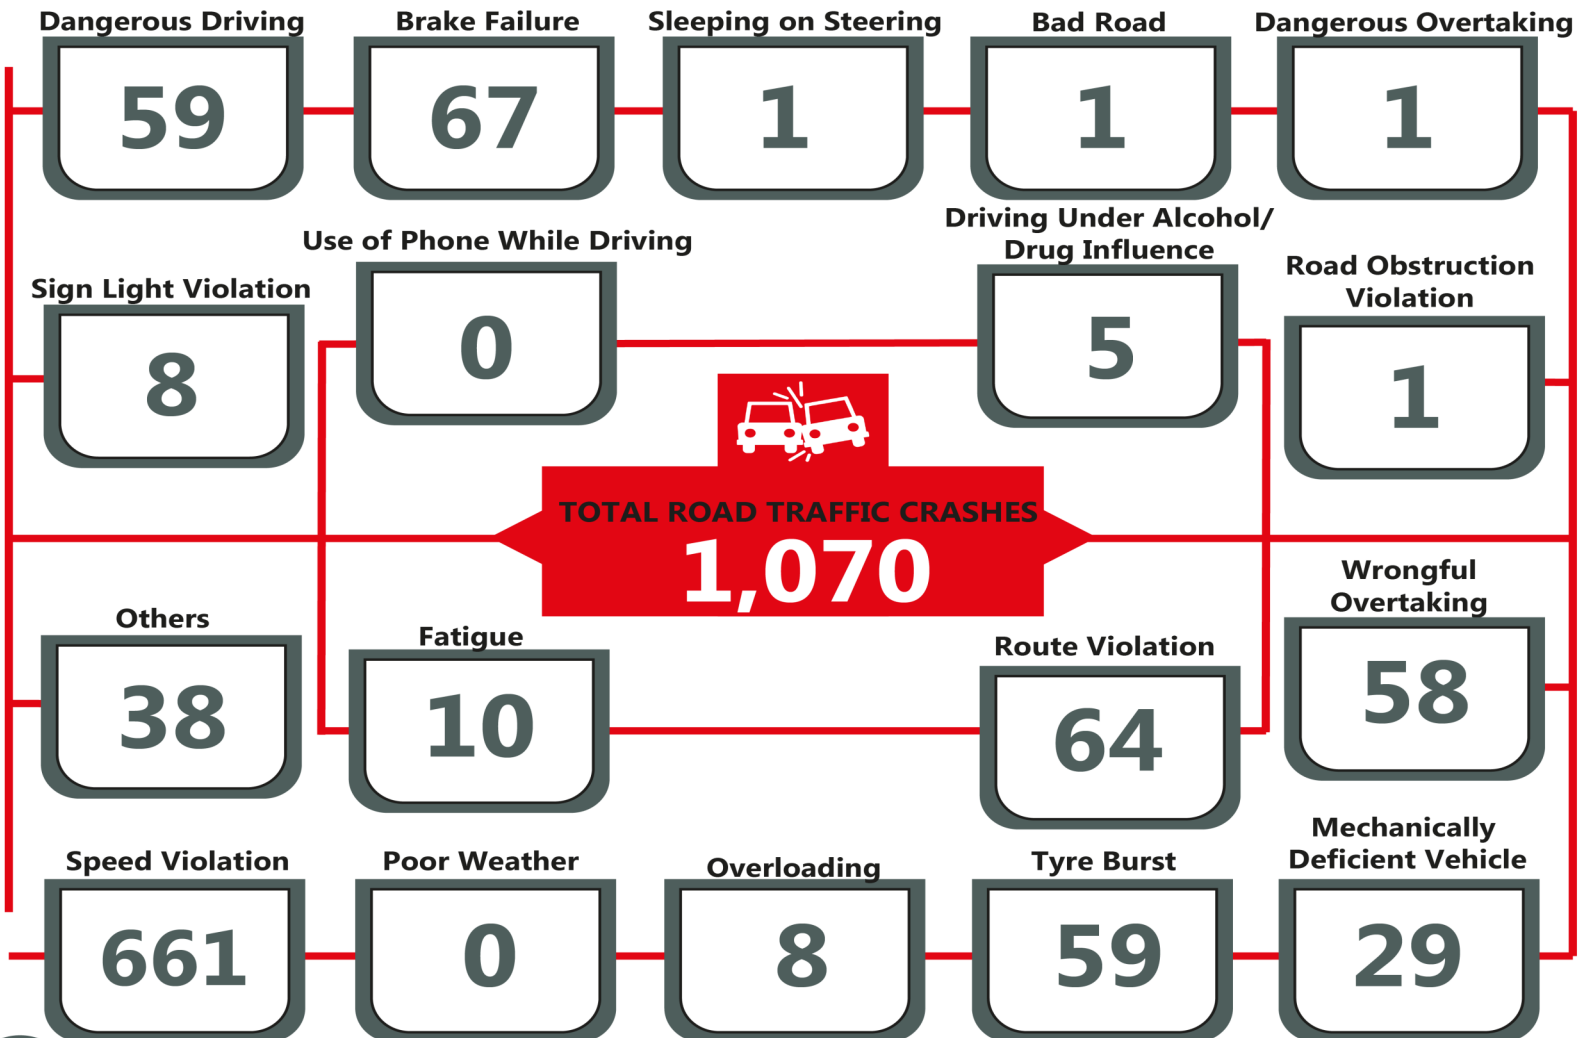 Dangerous Driving
59
Brake Failure
67
Sleeping on Steering
1
Bad Road
1
Dangerous Overtaking
1
Sign Light Violation
8
Use of Phone While Driving
0
Driving Under Alcohol/
Drug Influence
5
Road Obstruction
Violation
1
TOTAL ROAD TRAFFIC CRASHES
1,070
Others
38
Fatigue
10
Route Violation
64
Wrongful
Overtaking
58
Speed Violation
661
Poor Weather
0
Overloading
8
Tyre Burst
59
Mechanically
Deficient Vehicle
29